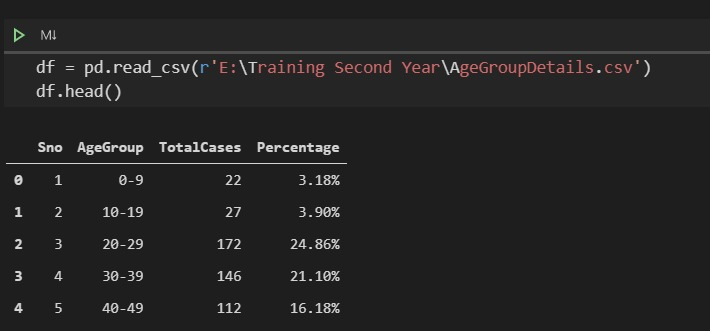 M↓
df = pd.read_csv(r'E:\Training Second Year\AgeGroupDetails.csv')
df.head()
Sno AgeGroup TotalCases Percentage
0 1 0-9 22 3.18%
1 2 10-19 27 3.90%
2 3 20-29 172 24.86%
3 4 30-39 146 21.10%
4 5 40-49 112 16.18%